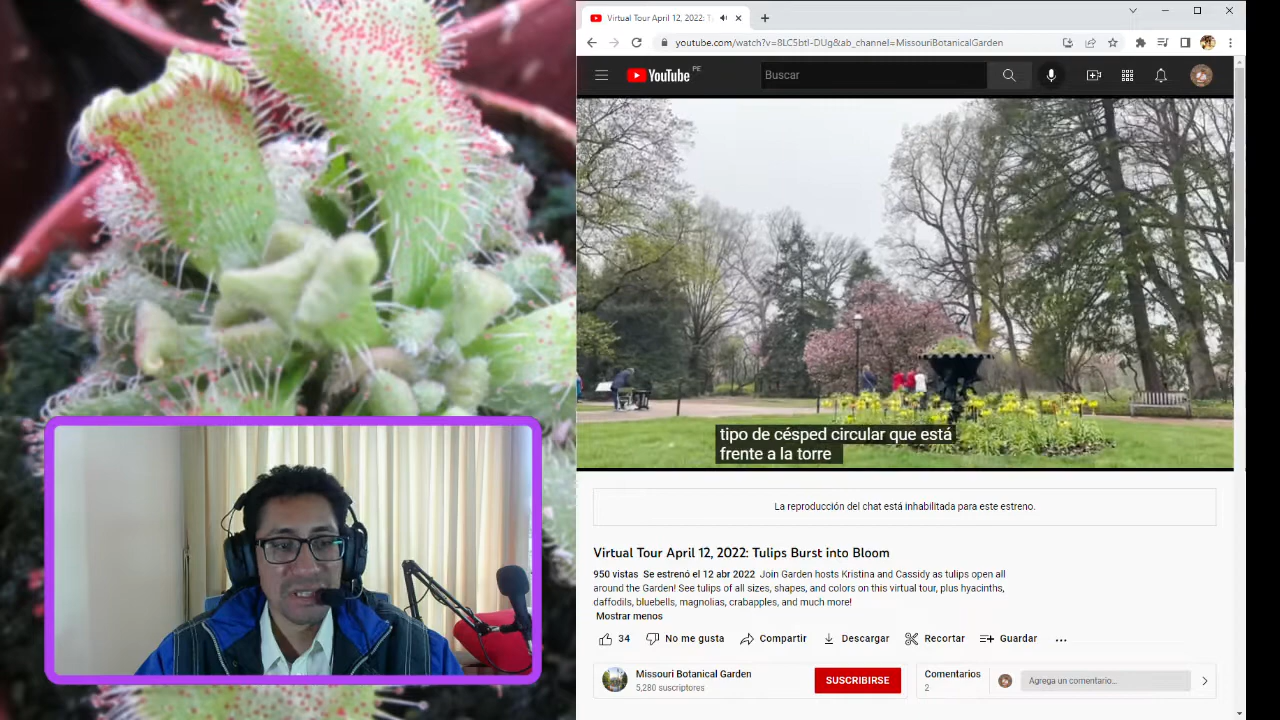 Virtual Tour April 12, 2022: T
youtube.com/watch?v=8LC5btI-DUg&ab_channel=MissouriBotanicalGarden
YouTube PE
Buscar
tipo de césped circular que está
frente a la torre
La reproducción del chat está inhabilitada para este estreno.
Virtual Tour April 12, 2022: Tulips Burst into Bloom
950 vistas Se estrenó el 12 abr 2022 Join Garden hosts Kristina and Cassidy as tulips open all
around the Garden! See tulips of all sizes, shapes, and colors on this virtual tour, plus hyacinths,
daffodils, bluebells, magnolias, crabapples, and much more!
Mostrar menos
34 No me gusta Compartir Descargar Recortar Guardar
Missouri Botanical Garden
5,280 suscriptores
SUSCRIBIRSE
Comentarios
2
Agrega un comentario...